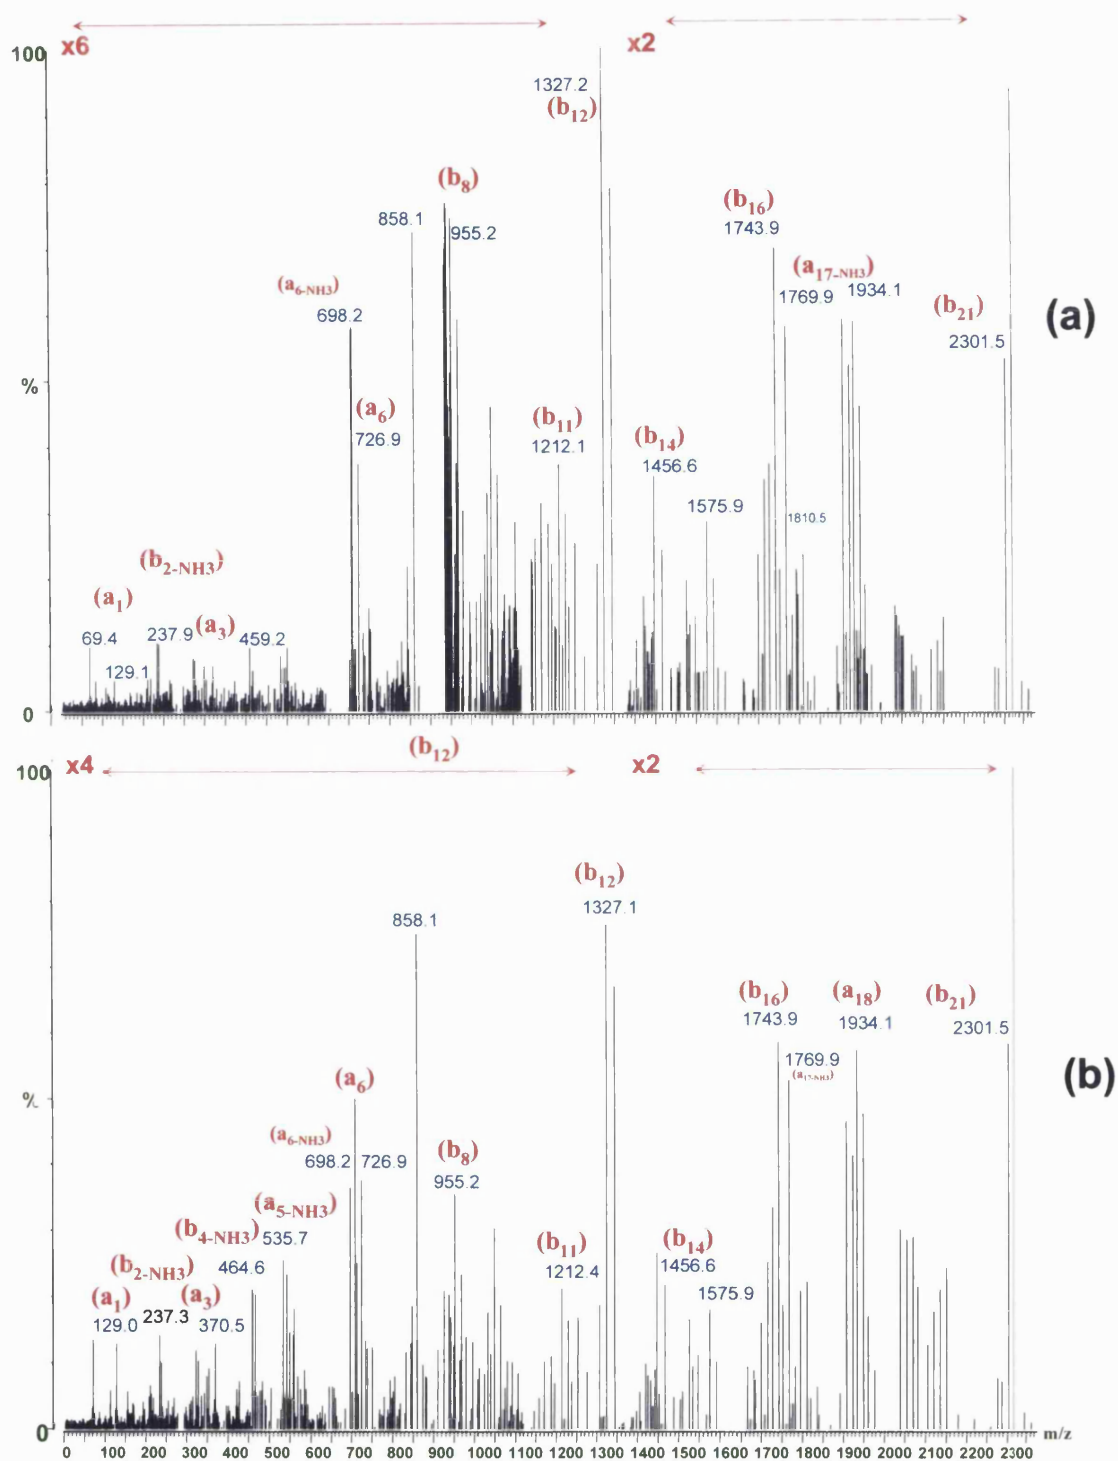 x6
x2
100
1327.2
(b12)
(b8)
858.1
955.2
(b16)
1743.9
(a17-NH3)
1769.9
1934.1
(b21)
2301.5
(a)
(a6-NH3)
698.2
%
(a6)
726.9
(b11)
1212.1
(b14)
1456.6
1575.9
1810.5
(b2-NH3)
(a1)
(a3)
69.4
129.1
237.9
459.2
0
(b12)
100
x4
x2
(b12)
1327.1
858.1
(b16)
1743.9
(a18)
1934.1
(b21)
2301.5
1769.9
(a17-NH3)
(b)
%
(a6)
(a6-NH3)
698.2
726.9
(b8)
955.2
(a5-NH3)
535.7
(b4-NH3)
464.6
(b11)
1212.4
(b14)
1456.6
1575.9
(b2-NH3)
237.3
(a1)
129.0
(a3)
370.5
0
0 100 200 300 400 500 600 700 800 900 1000 1100 1200 1300 1400 1500 1600 1700 1800 1900 2000 2100 2200 2300 m/z